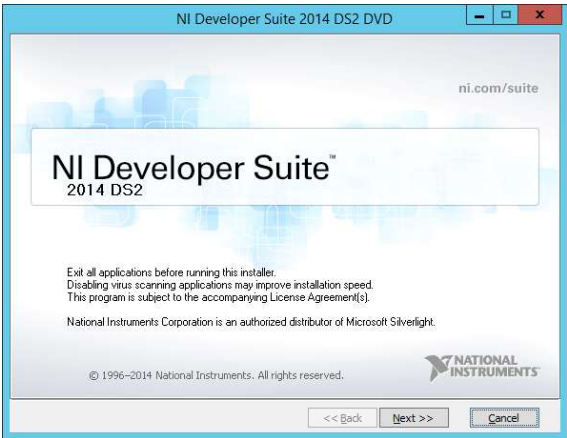 NI Developer Suite 2014 DS2 DVD
ni.com/suite
NI Developer Suite™
2014 DS2
Exit all applications before running this installer.
Disabling virus scanning applications may improve installation speed.
This program is subject to the accompanying License Agreement(s).
National Instruments Corporation is an authorized distributor of Microsoft Silverlight.
© 1996–2014 National Instruments. All rights reserved.
NATIONAL
INSTRUMENTS
<< Back Next >> Cancel